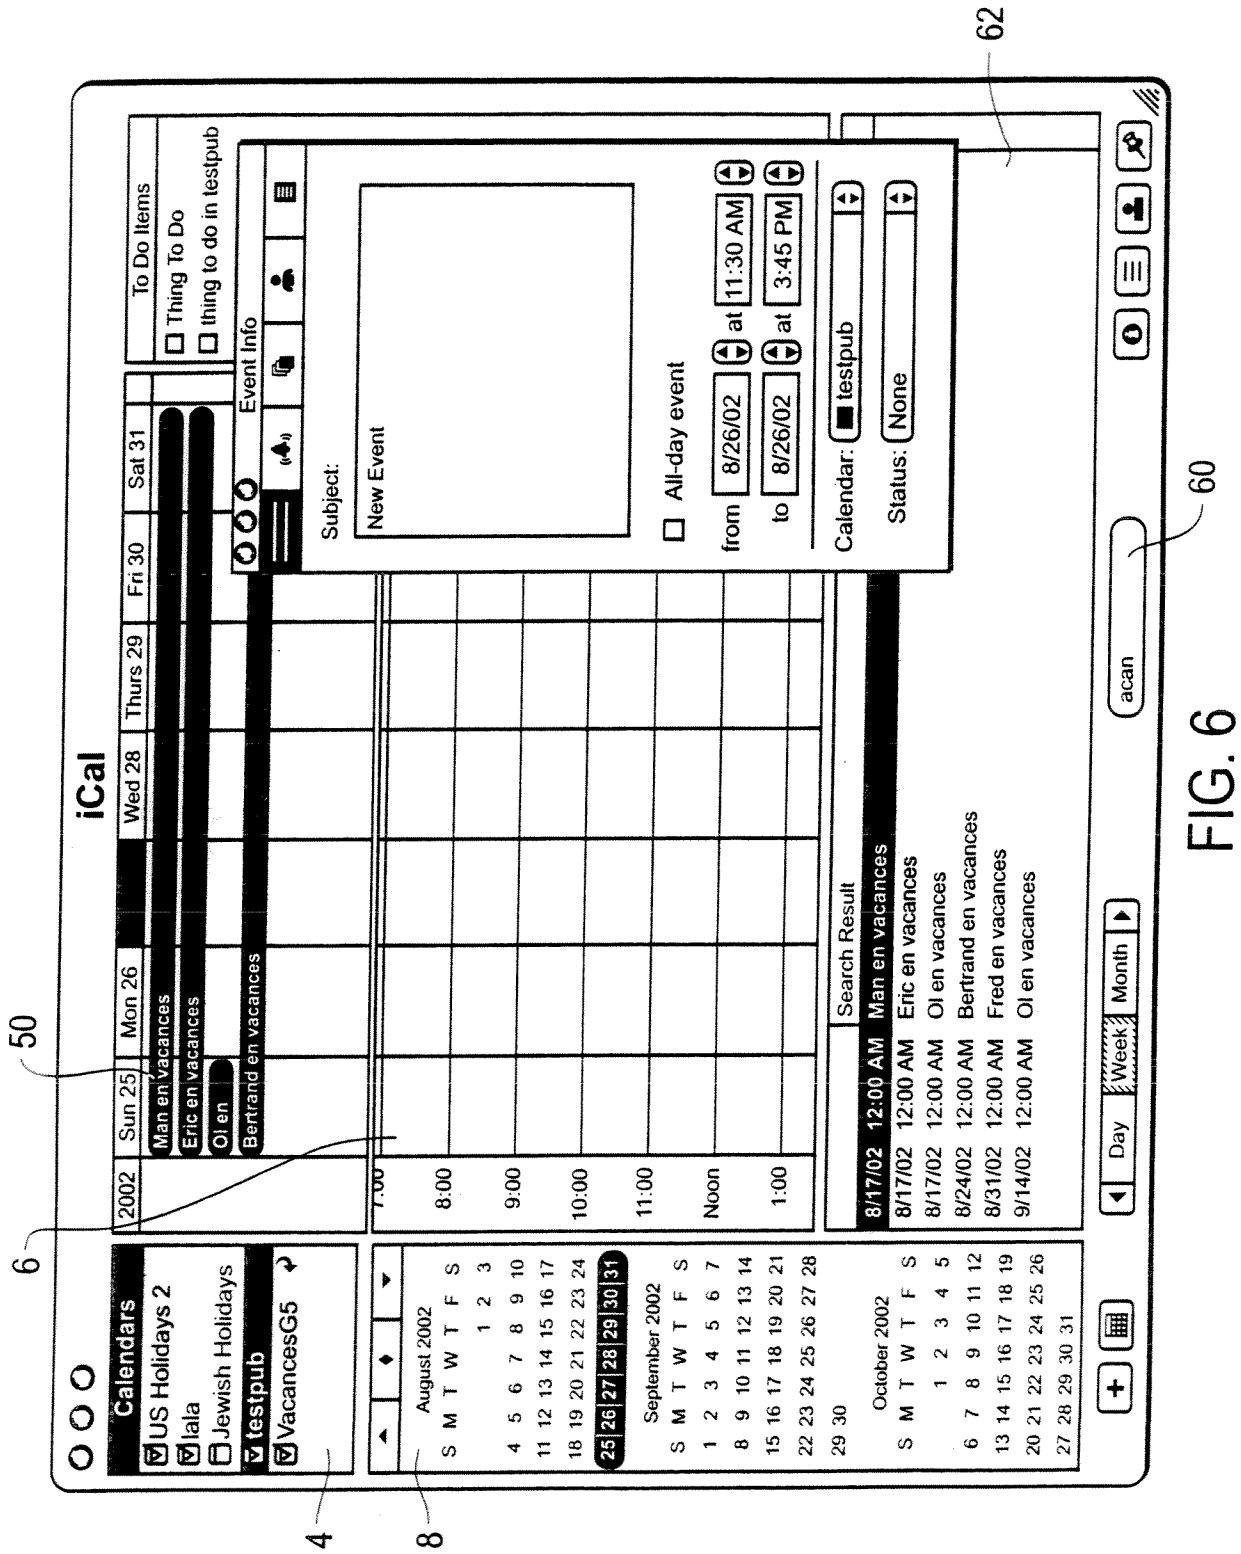 iCal
Calendars
US Holidays 2
lala
Jewish Holidays
testpub
VacancesG5
4
6
50
2002 Sun 25 Mon 26 Wed 28 Thurs 29 Fri 30 Sat 31
Man en vacances
Eric en vacances
Ol en
Bertrand en vacances
7:00
8:00
9:00
10:00
11:00
Noon
1:00
To Do Items
Thing To Do
thing to do in testpub
Event Info
Subject:
New Event
All-day event
from 8/26/02 at 11:30 AM
to 8/26/02 at 3:45 PM
Calendar: testpub
Status: None
8
August 2002
S M T W T F S
1 2 3
4 5 6 7 8 9 10
11 12 13 14 15 16 17
18 19 20 21 22 23 24
25 26 27 28 29 30 31
September 2002
S M T W T F S
1 2 3 4 5 6 7
8 9 10 11 12 13 14
15 16 17 18 19 20 21
22 23 24 25 26 27 28
29 30
October 2002
S M T W T F S
1 2 3 4 5
6 7 8 9 10 11 12
13 14 15 16 17 18 19
20 21 22 23 24 25 26
27 28 29 30 31
Search Result
8/17/02 12:00 AM Man en vacances
8/17/02 12:00 AM Eric en vacances
8/17/02 12:00 AM Ol en vacances
8/24/02 12:00 AM Bertrand en vacances
8/31/02 12:00 AM Fred en vacances
9/14/02 12:00 AM Ol en vacances
62
+
Day Week Month
acan
60
FIG. 6